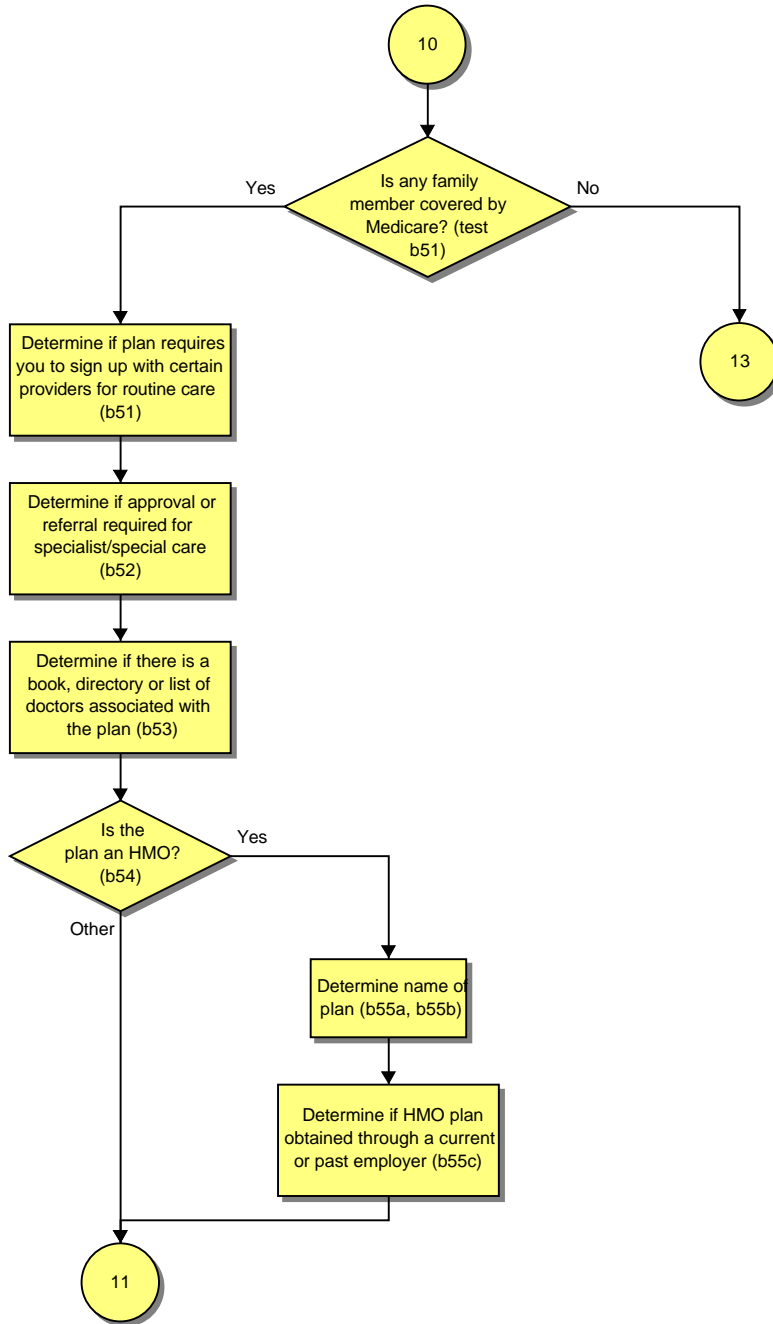 10
Is any family
member covered by
Medicare? (test
b51)
Yes
No
Determine if plan requires
you to sign up with certain
providers for routine care
(b51)
13
Determine if approval or
referral required for
specialist/special care
(b52)
Determine if there is a
book, directory or list of
doctors associated with
the plan (b53)
Is the
plan an HMO?
(b54)
Yes
Other
Determine name of
plan (b55a, b55b)
Determine if HMO plan
obtained through a current
or past employer (b55c)
11